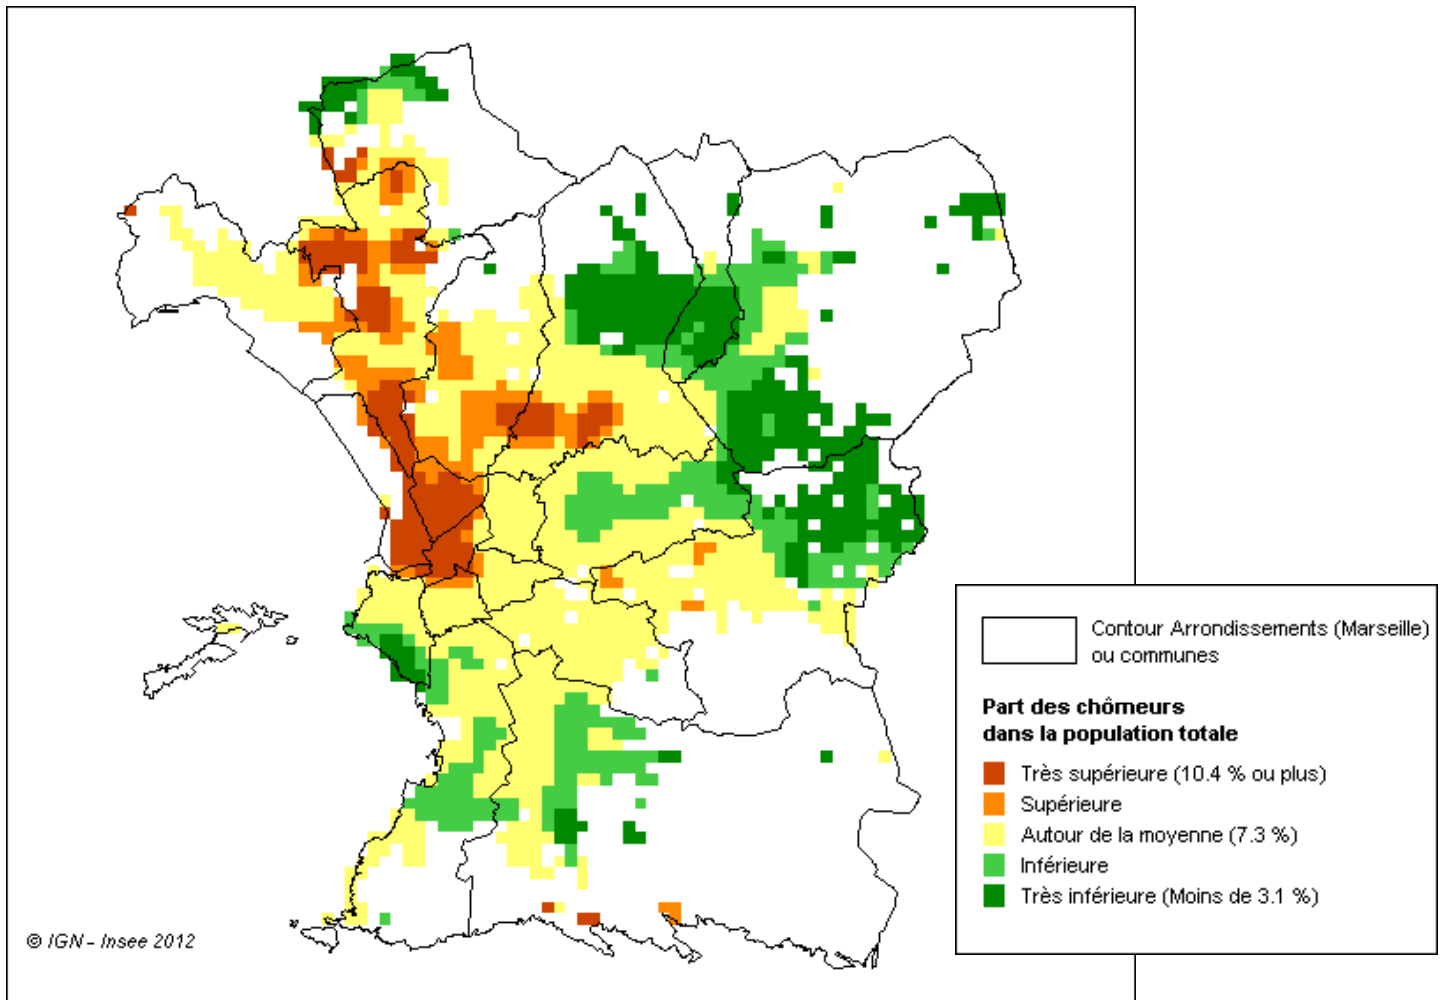 Contour Arrondissements (Marseille)
ou communes
Part des chômeurs
dans la population totale
Très supérieure (10.4 % ou plus)
Supérieure
Autour de la moyenne (7.3 %)
Inférieure
Très inférieure (Moins de 3.1 %)
© IGN - Insee 2012